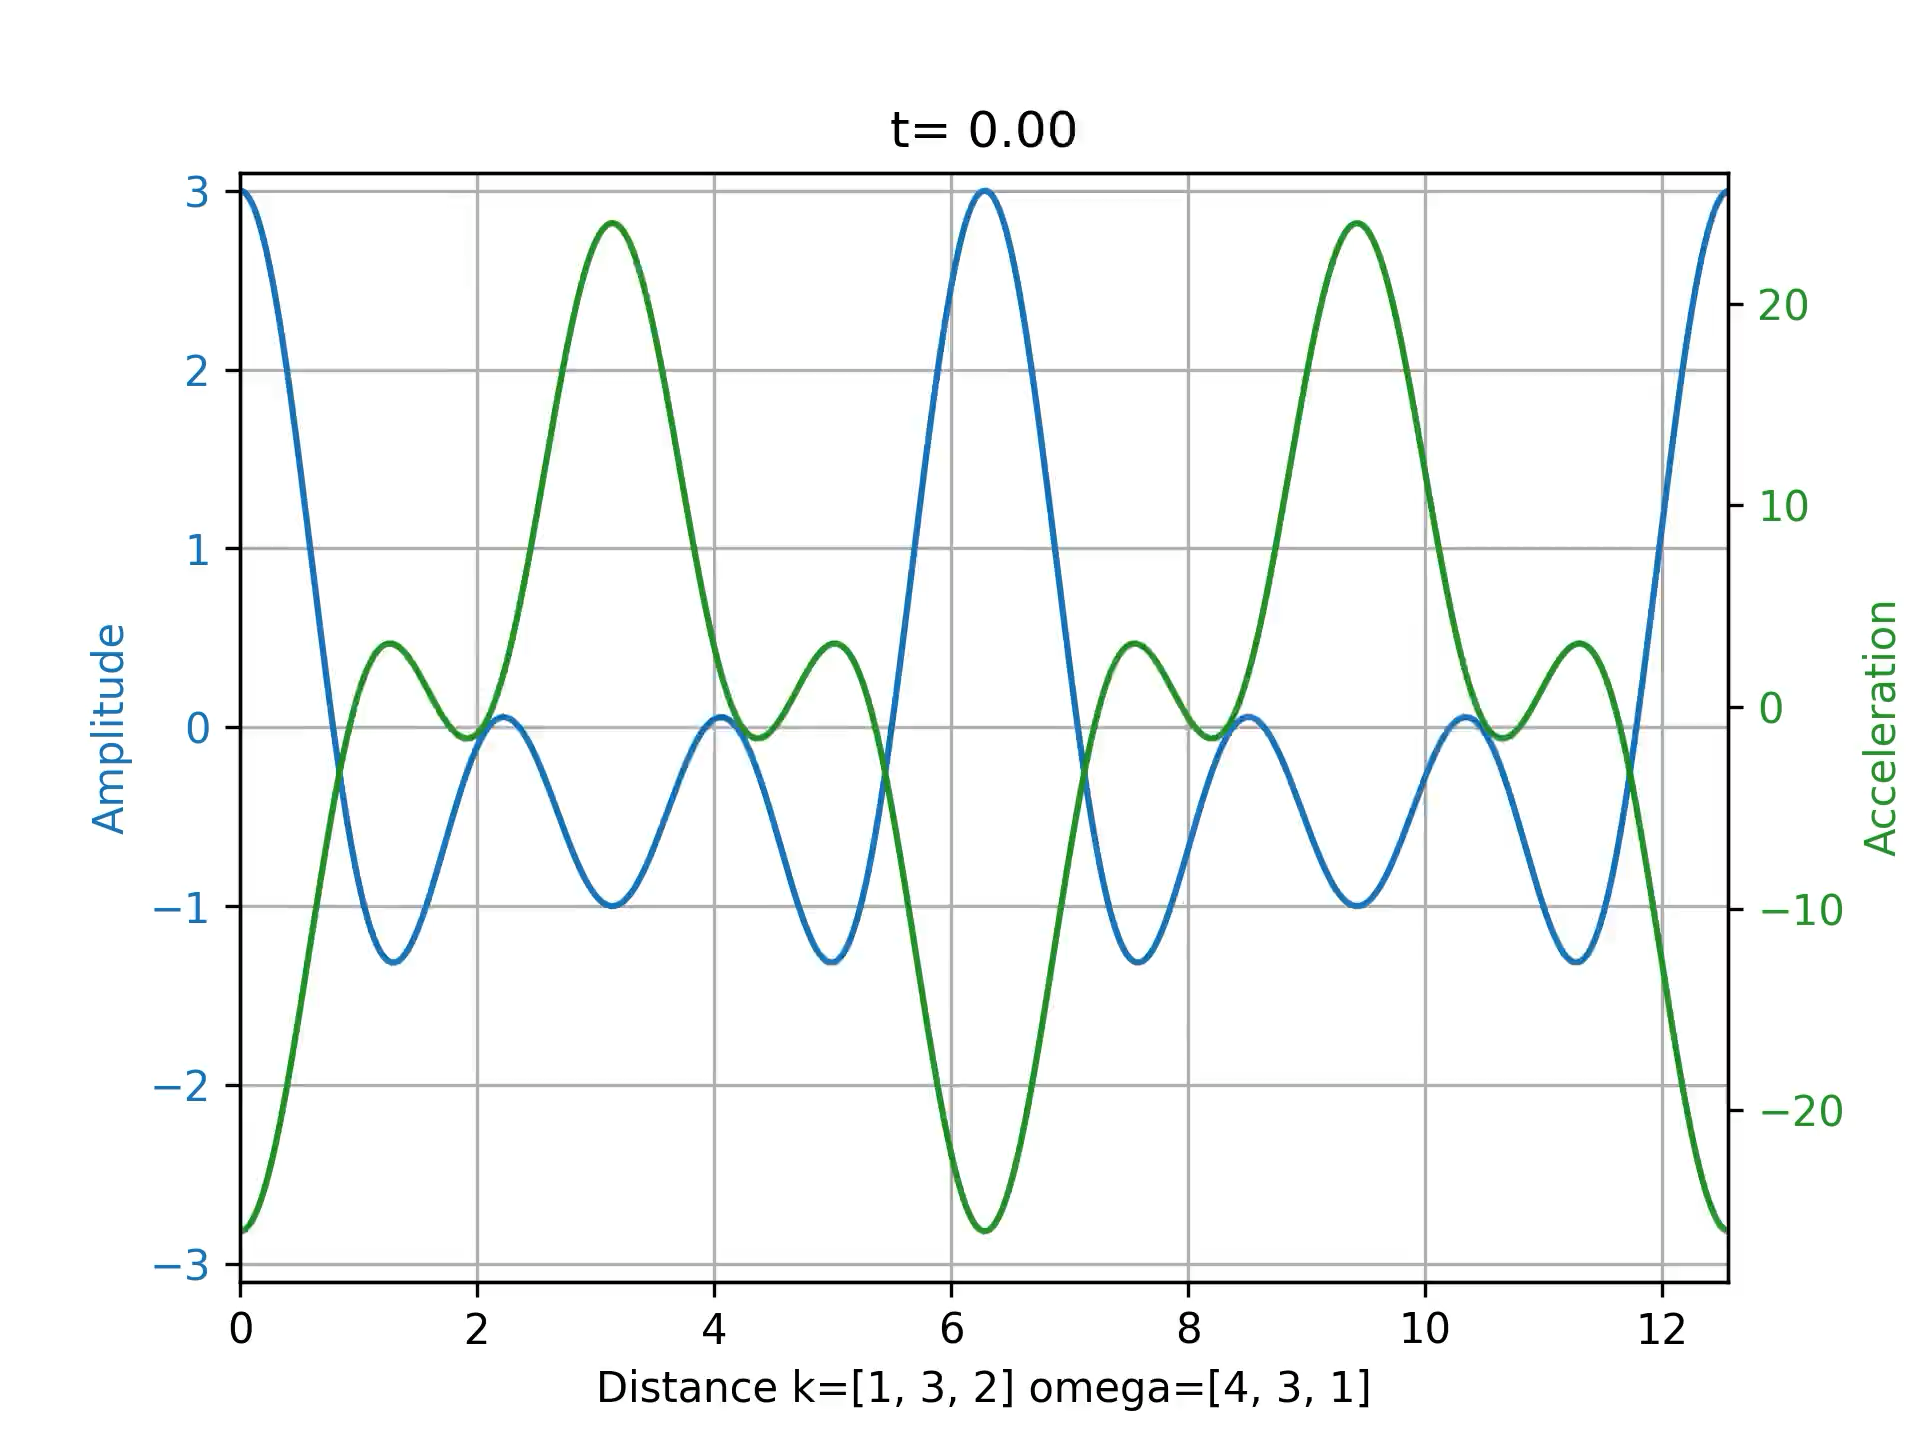 t= 0.00
3
2
1
0
−1
−2
−3
Amplitude
20
10
0
−10
−20
Acceleration
0 2 4 6 8 10 12
Distance k=[1, 3, 2] omega=[4, 3, 1]